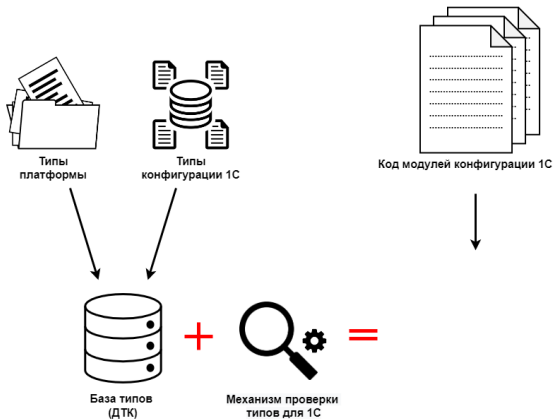 Типы
платформы
Типы
конфигурации 1С
Код модулей конфигурации 1С
+
=
База типов
(ДТК)
Механизм проверки
типов для 1С